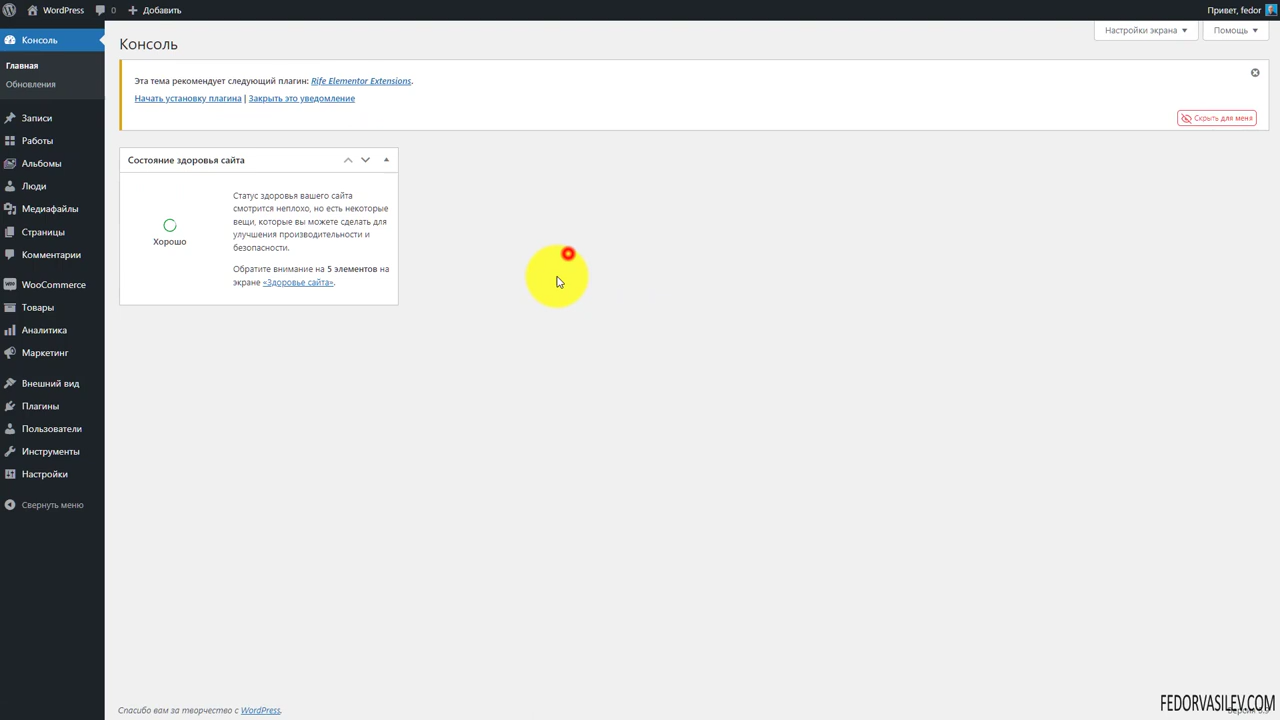 WordPress 0 Добавить Привет, fedor
Консоль
Главная
Обновления
Записи
Работы
Альбомы
Люди
Медиафайлы
Страницы
Комментарии
WooCommerce
Товары
Аналитика
Маркетинг
Внешний вид
Плагины
Пользователи
Инструменты
Настройки
Свернуть меню
Настройки экрана Помощь
Консоль
Эта тема рекомендует следующий плагин: Rife Elementor Extensions.
Начать установку плагина | Закрыть это уведомление
Скрыть для меня
Состояние здоровья сайта
Хорошо
Статус здоровья вашего сайта
смотрится неплохо, но есть некоторые
вещи, которые вы можете сделать для
улучшения производительности и
безопасности.
Обратите внимание на 5 элементов на
экране «Здоровье сайта».
Спасибо вам за творчество с WordPress.
FEDORVASILEV.COM